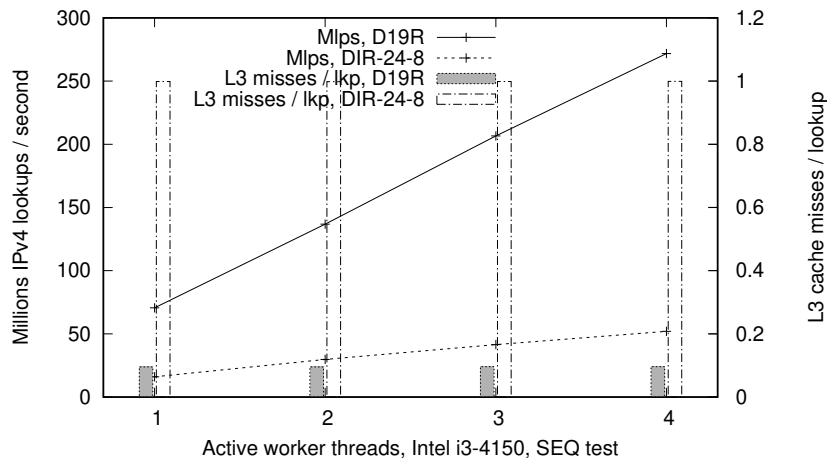 300
250
200
150
100
50
0
Millions IPv4 lookups / second
Mlps, D19R
Mlps, DIR-24-8
L3 misses / lkp, D19R
L3 misses / lkp, DIR-24-8
1.2
1
0.8
0.6
0.4
0.2
0
L3 cache misses / lookup
1 2 3 4
Active worker threads, Intel i3-4150, SEQ test